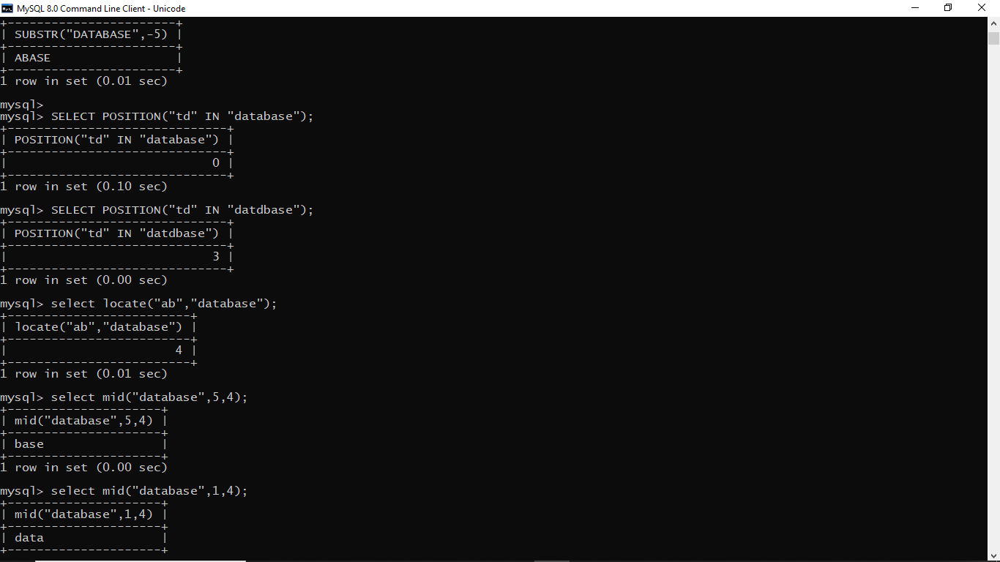 MySQL 8.0 Command Line Client - Unicode
+-----------------------+
| SUBSTR("DATABASE",-5) |
+-----------------------+
| ABASE                 |
+-----------------------+
1 row in set (0.01 sec)
mysql>
mysql> SELECT POSITION("td" IN "database");
+------------------------------+
| POSITION("td" IN "database") |
+------------------------------+
|                            0 |
+------------------------------+
1 row in set (0.10 sec)
mysql> SELECT POSITION("td" IN "datdbase");
+------------------------------+
| POSITION("td" IN "datdbase") |
+------------------------------+
|                            3 |
+------------------------------+
1 row in set (0.00 sec)
mysql> select locate("ab","database");
+-------------------------+
| locate("ab","database") |
+-------------------------+
|                       4 |
+-------------------------+
1 row in set (0.01 sec)
mysql> select mid("database",5,4);
+---------------------+
| mid("database",5,4) |
+---------------------+
| base                |
+---------------------+
1 row in set (0.00 sec)
mysql> select mid("database",1,4);
+---------------------+
| mid("database",1,4) |
+---------------------+
| data                |
+---------------------+